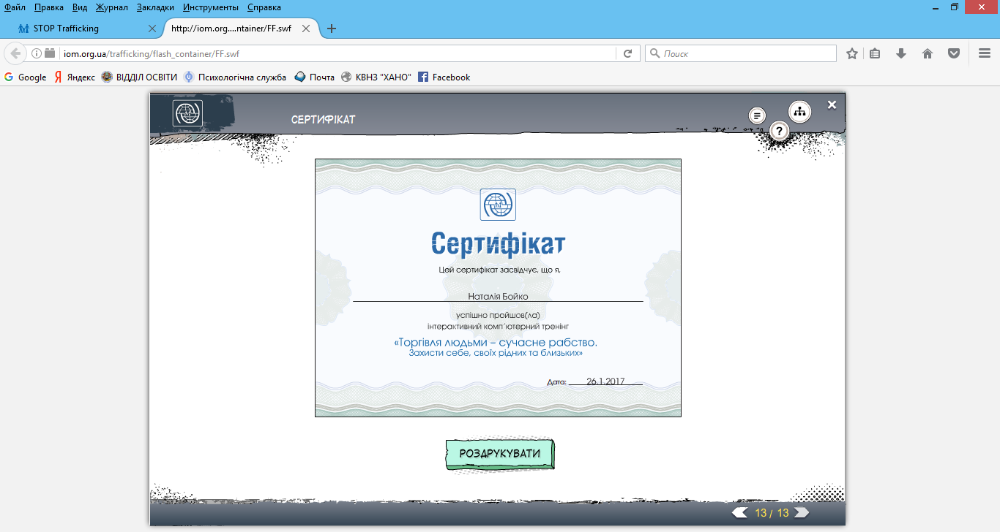 Файл Правка Вид Журнал Закладки Инструменты Справка
STOP Trafficking
http://iom.org....ntainer/FF.swf
iom.org.ua/trafficking/flash_container/FF.swf
Поиск
Google Яндекс ВІДДІЛ ОСВІТИ Психологічна служба Почта КВНЗ "ХАНО" Facebook
СЕРТИФІКАТ
?
Сертифікат
Цей сертифікат засвідчує, що я,
Наталія Бойко
успішно пройшов(ла)
інтерактивний комп´ютерний тренінг
«Торгівля людьми – сучасне рабство.
Захисти себе, своїх рідних та близьких»
Дата: 26.1.2017
РОЗДРУКУВАТИ
13 / 13